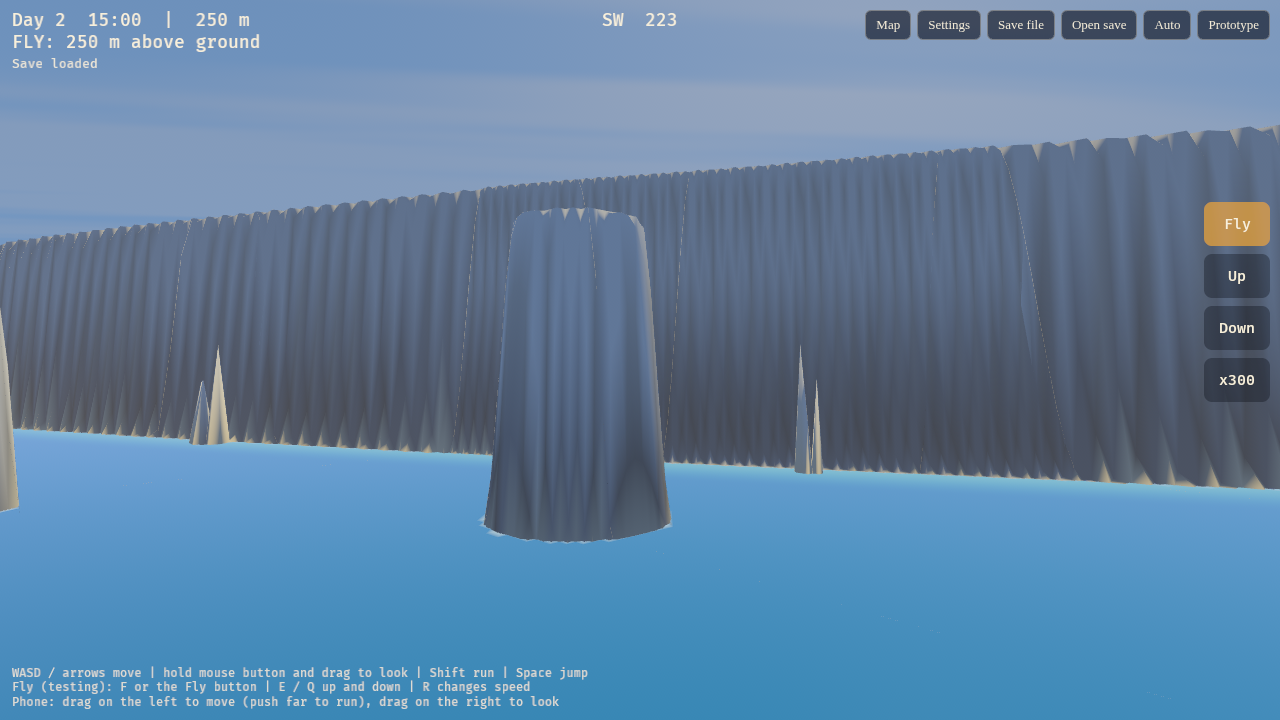 Day 2  15:00  |  250 m
FLY: 250 m above ground
Save loaded
SW  223
Map
Settings
Save file
Open save
Auto
Prototype
Fly
Up
Down
x300
WASD / arrows move | hold mouse button and drag to look | Shift run | Space jump
Fly (testing): F or the Fly button | E / Q up and down | R changes speed
Phone: drag on the left to move (push far to run), drag on the right to look